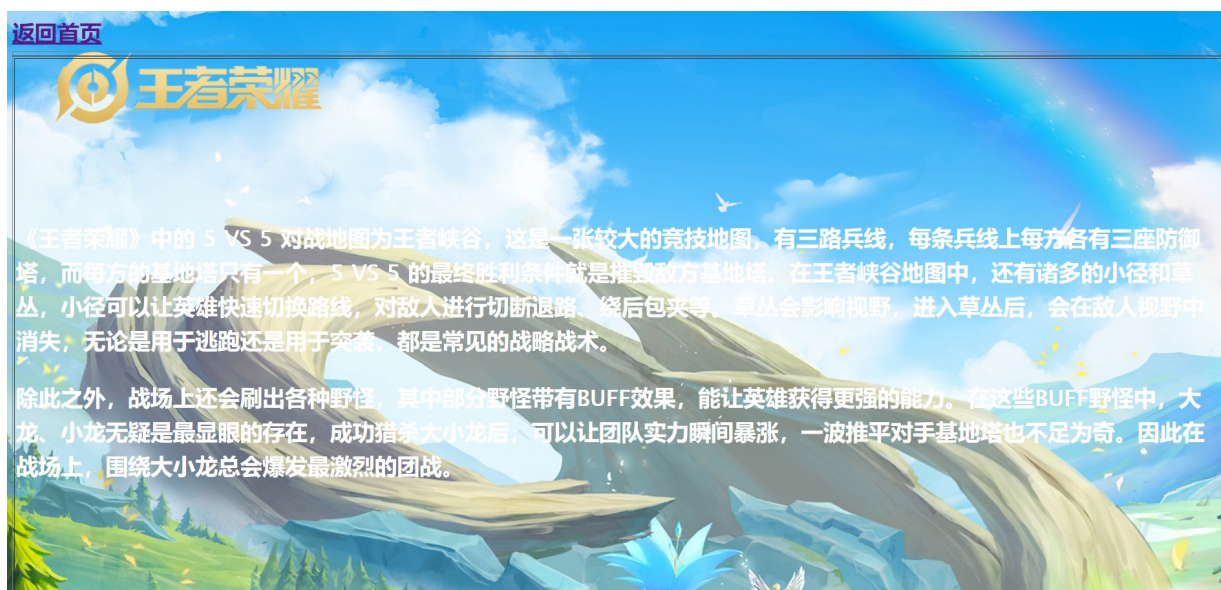 返回首页
王者荣耀
《王者荣耀》中的 5 VS 5 对战地图为王者峡谷，这是一张较大的竞技地图，有三路兵线，每条兵线上每方各有三座防御
塔，而每方的基地塔只有一个，5 VS 5 的最终胜利条件就是摧毁敌方基地塔。在王者峡谷地图中，还有诸多的小径和草
丛，小径可以让英雄快速切换路线，对敌人进行切断退路、绕后包夹等。草丛会影响视野，进入草丛后，会在敌人视野中
消失，无论是用于逃跑还是用于突袭，都是常见的战略战术。
除此之外，战场上还会刷出各种野怪，其中部分野怪带有BUFF效果，能让英雄获得更强的能力。在这些BUFF野怪中，大
龙、小龙无疑是最显眼的存在，成功猎杀大小龙后，可以让团队实力瞬间暴涨，一波推平对手基地塔也不足为奇。因此在
战场上，围绕大小龙总会爆发最激烈的团战。